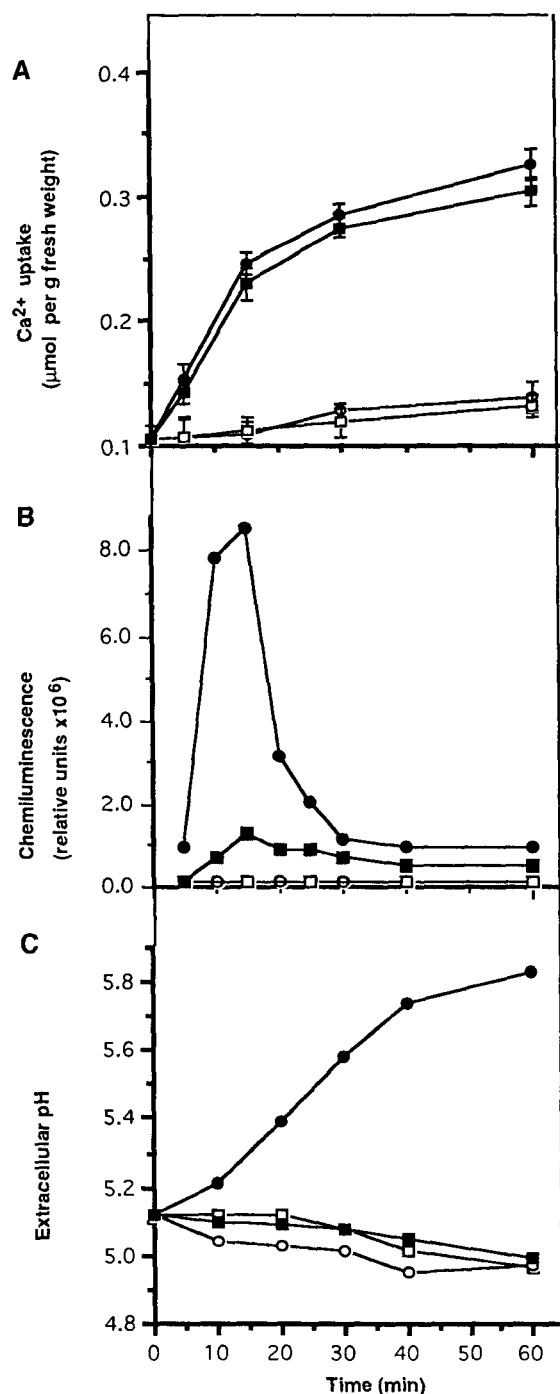 A
0.4
0.3
0.2
0.1
Ca2+ uptake
(µmol per g fresh weight)
B
8.0
6.0
4.0
2.0
0.0
Chemiluminescence
(relative units x10⁶)
C
5.8
5.6
5.4
5.2
5.0
4.8
Extracellular pH
0 10 20 30 40 50 60
Time (min)